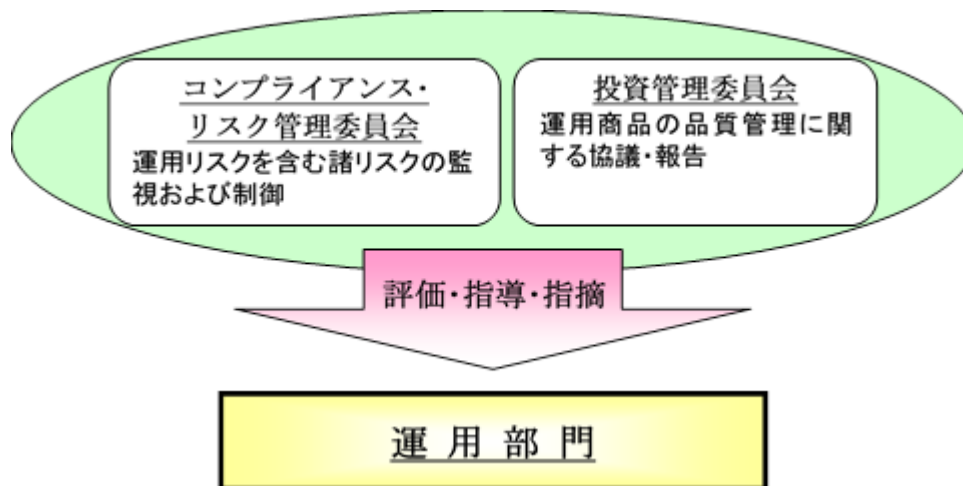 コンプライアンス・
リスク管理委員会
運用リスクを含む諸リスクの監
視および制御
投資管理委員会
運用商品の品質管理に関
する協議・報告
評価・指導・指摘
運用部門